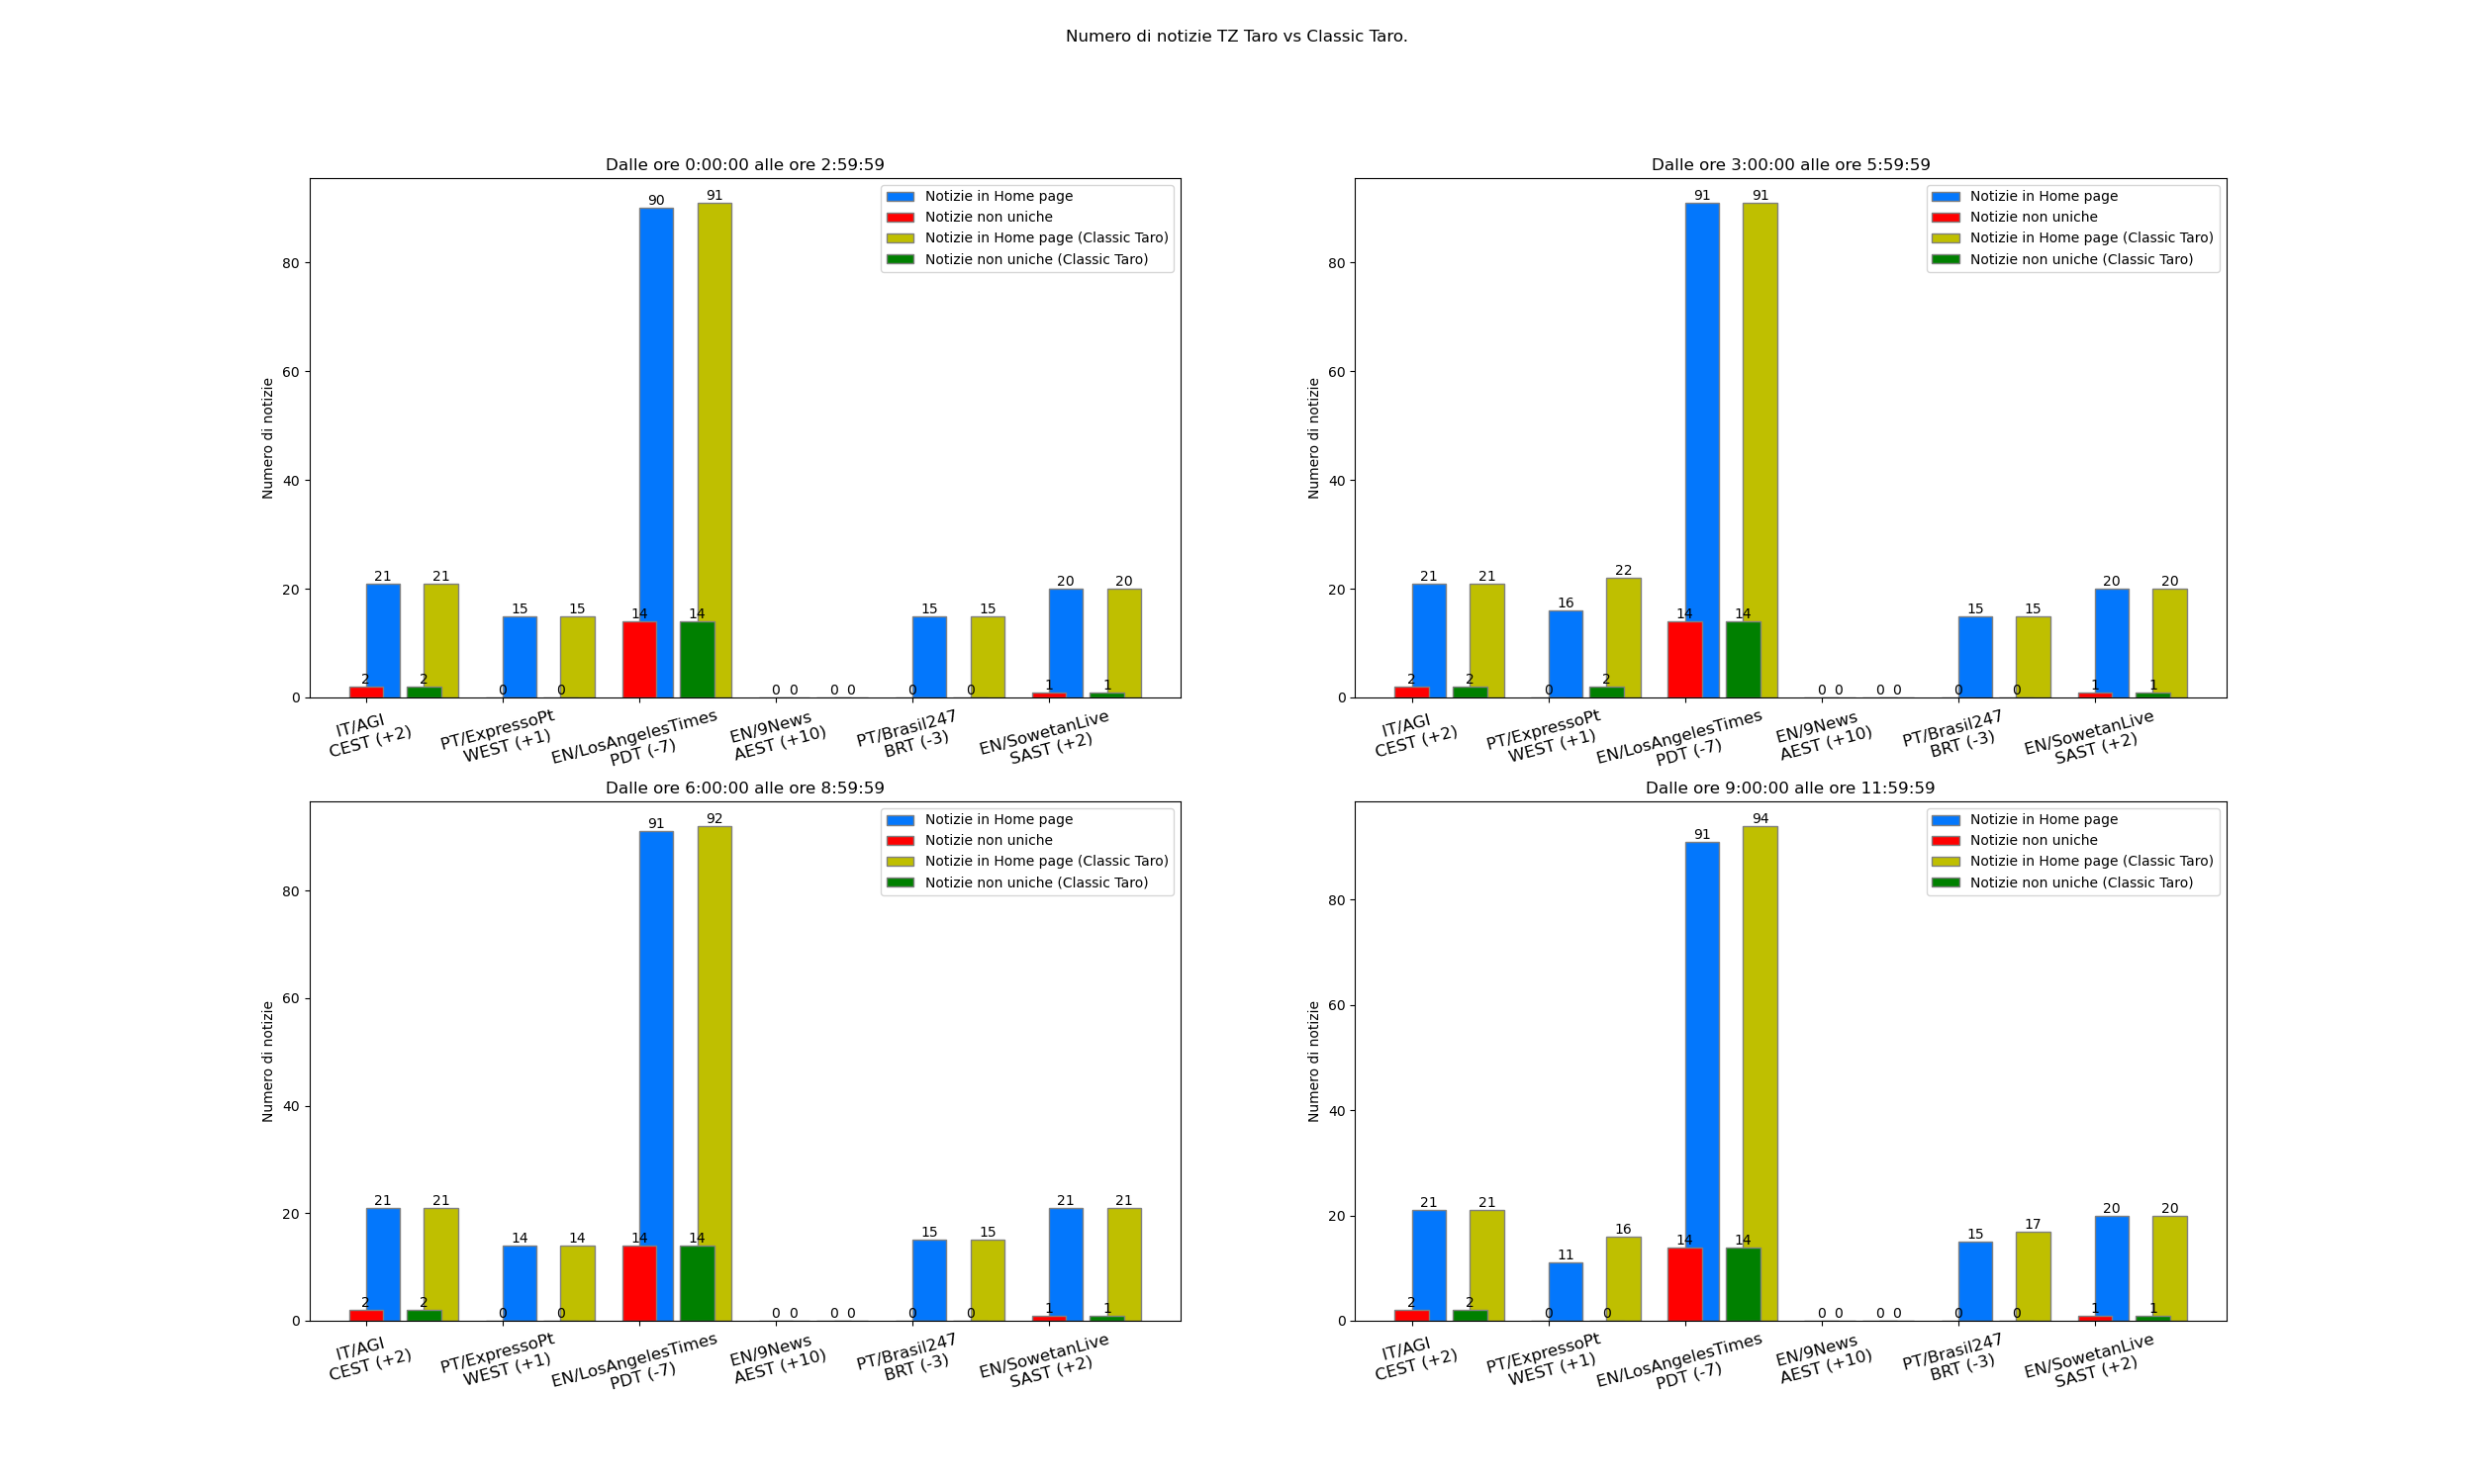 Numero di notizie TZ Taro vs Classic Taro.
Dalle ore 0:00:00 alle ore 2:59:59
Numero di notizie
80
60
40
20
0
Notizie in Home page
Notizie non uniche
Notizie in Home page (Classic Taro)
Notizie non uniche (Classic Taro)
90 91
21 21 15 15 14 14 15 15 20 20
2 2 0 0 0 0 0 0 0 0 1 1
IT/AGI
CEST (+2)
PT/ExpressoPt
WEST (+1)
EN/LosAngelesTimes
PDT (-7)
EN/9News
AEST (+10)
PT/Brasil247
BRT (-3)
EN/SowetanLive
SAST (+2)
Dalle ore 3:00:00 alle ore 5:59:59
Numero di notizie
80
60
40
20
0
Notizie in Home page
Notizie non uniche
Notizie in Home page (Classic Taro)
Notizie non uniche (Classic Taro)
91 91
21 21 16 22 14 14 15 15 20 20
2 2 0 2 0 0 0 0 0 0 1 1
IT/AGI
CEST (+2)
PT/ExpressoPt
WEST (+1)
EN/LosAngelesTimes
PDT (-7)
EN/9News
AEST (+10)
PT/Brasil247
BRT (-3)
EN/SowetanLive
SAST (+2)
Dalle ore 6:00:00 alle ore 8:59:59
Numero di notizie
80
60
40
20
0
Notizie in Home page
Notizie non uniche
Notizie in Home page (Classic Taro)
Notizie non uniche (Classic Taro)
91 92
21 21 14 14 14 14 15 15 21 21
2 2 0 0 0 0 0 0 0 0 1 1
IT/AGI
CEST (+2)
PT/ExpressoPt
WEST (+1)
EN/LosAngelesTimes
PDT (-7)
EN/9News
AEST (+10)
PT/Brasil247
BRT (-3)
EN/SowetanLive
SAST (+2)
Dalle ore 9:00:00 alle ore 11:59:59
Numero di notizie
80
60
40
20
0
Notizie in Home page
Notizie non uniche
Notizie in Home page (Classic Taro)
Notizie non uniche (Classic Taro)
91 94
21 21 11 16 14 14 15 17 20 20
2 2 0 0 0 0 0 0 0 0 1 1
IT/AGI
CEST (+2)
PT/ExpressoPt
WEST (+1)
EN/LosAngelesTimes
PDT (-7)
EN/9News
AEST (+10)
PT/Brasil247
BRT (-3)
EN/SowetanLive
SAST (+2)